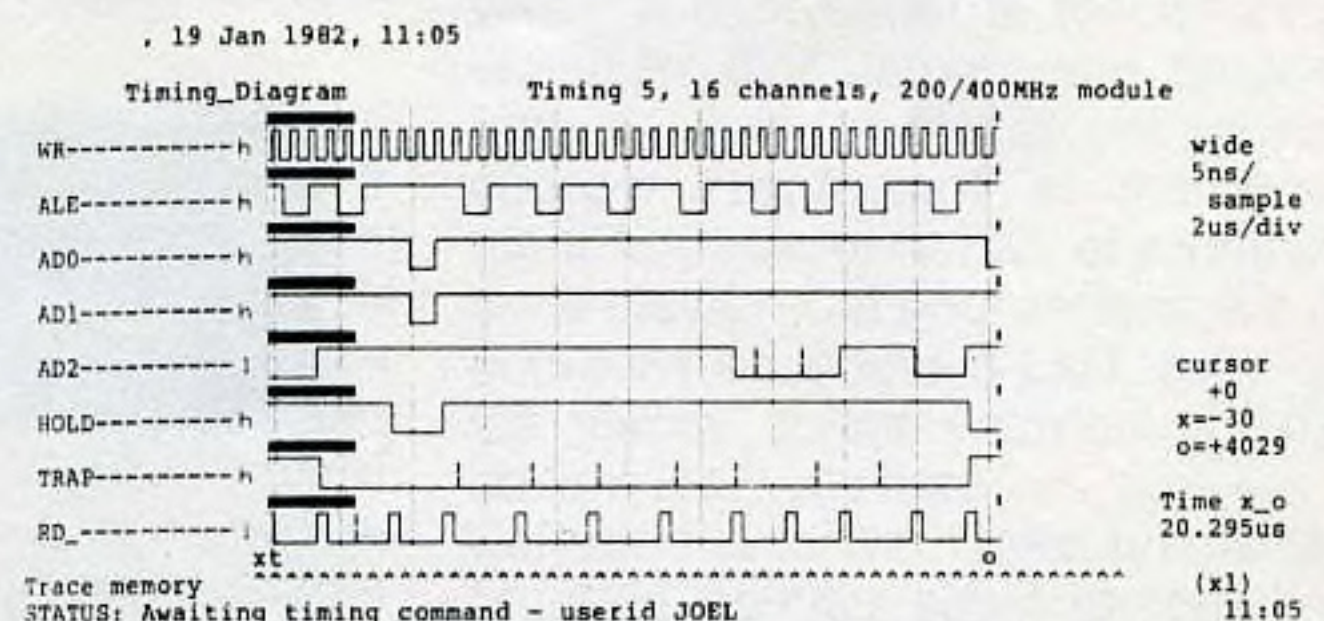 , 19 Jan 1982, 11:05
Timing_Diagram Timing 5, 16 channels, 200/400MHz module
WR-----------h
ALE----------h
AD0----------h
AD1----------h
AD2----------l
HOLD---------h
TRAP---------h
RD_----------l
wide
5ns/
sample
2us/div
cursor
+0
x=-30
o=+4029
Time x_o
20.295us
xt o
Trace memory (x1)
STATUS: Awaiting timing command - userid JOEL 11:05